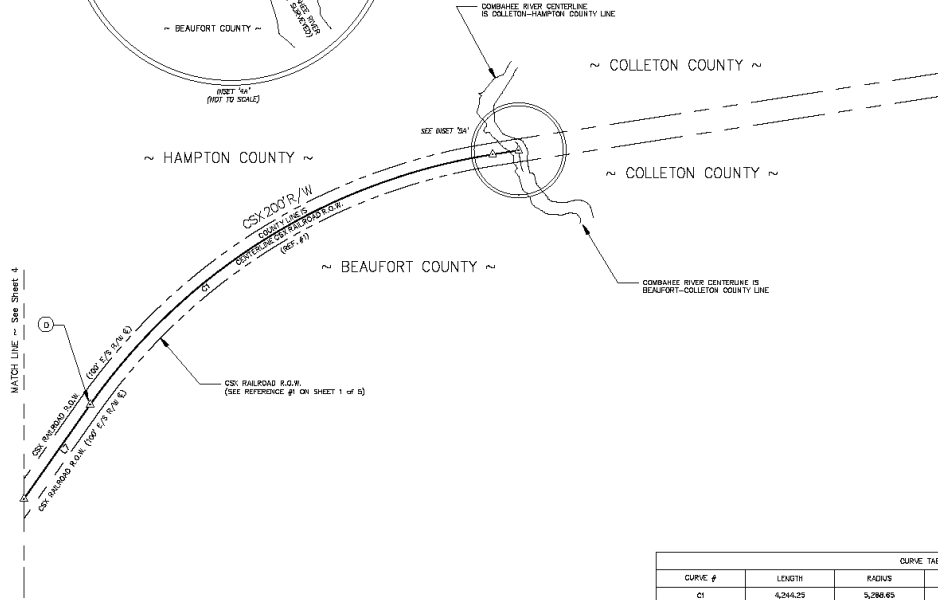 ~ BEAUFORT COUNTY ~
RIVER
SURVEYED)
INSET '4A'
(NOT TO SCALE)
COMBAHEE RIVER CENTERLINE
IS COLLETON-HAMPTON COUNTY LINE
~ COLLETON COUNTY ~
SEE INSET '5A'
~ HAMPTON COUNTY ~
~ COLLETON COUNTY ~
CSX 200' R/W
COUNTY LINE IS
CENTERLINE CSX RAILROAD R.O.W.
(REF. #1)
~ BEAUFORT COUNTY ~
C1
COMBAHEE RIVER CENTERLINE IS
BEAUFORT-COLLETON COUNTY LINE
MATCH LINE ~ See Sheet 4
D
CSX RAILROAD R.O.W.
(SEE REFERENCE #1 ON SHEET 1 of 5)
CSX RAILROAD R.O.W. (100' E/S R/W ℄)
L7
CSX RAILROAD R.O.W. (100' E/S R/W ℄)
CURVE TAB
CURVE # LENGTH RADIUS
C1 4,244.25 5,268.65